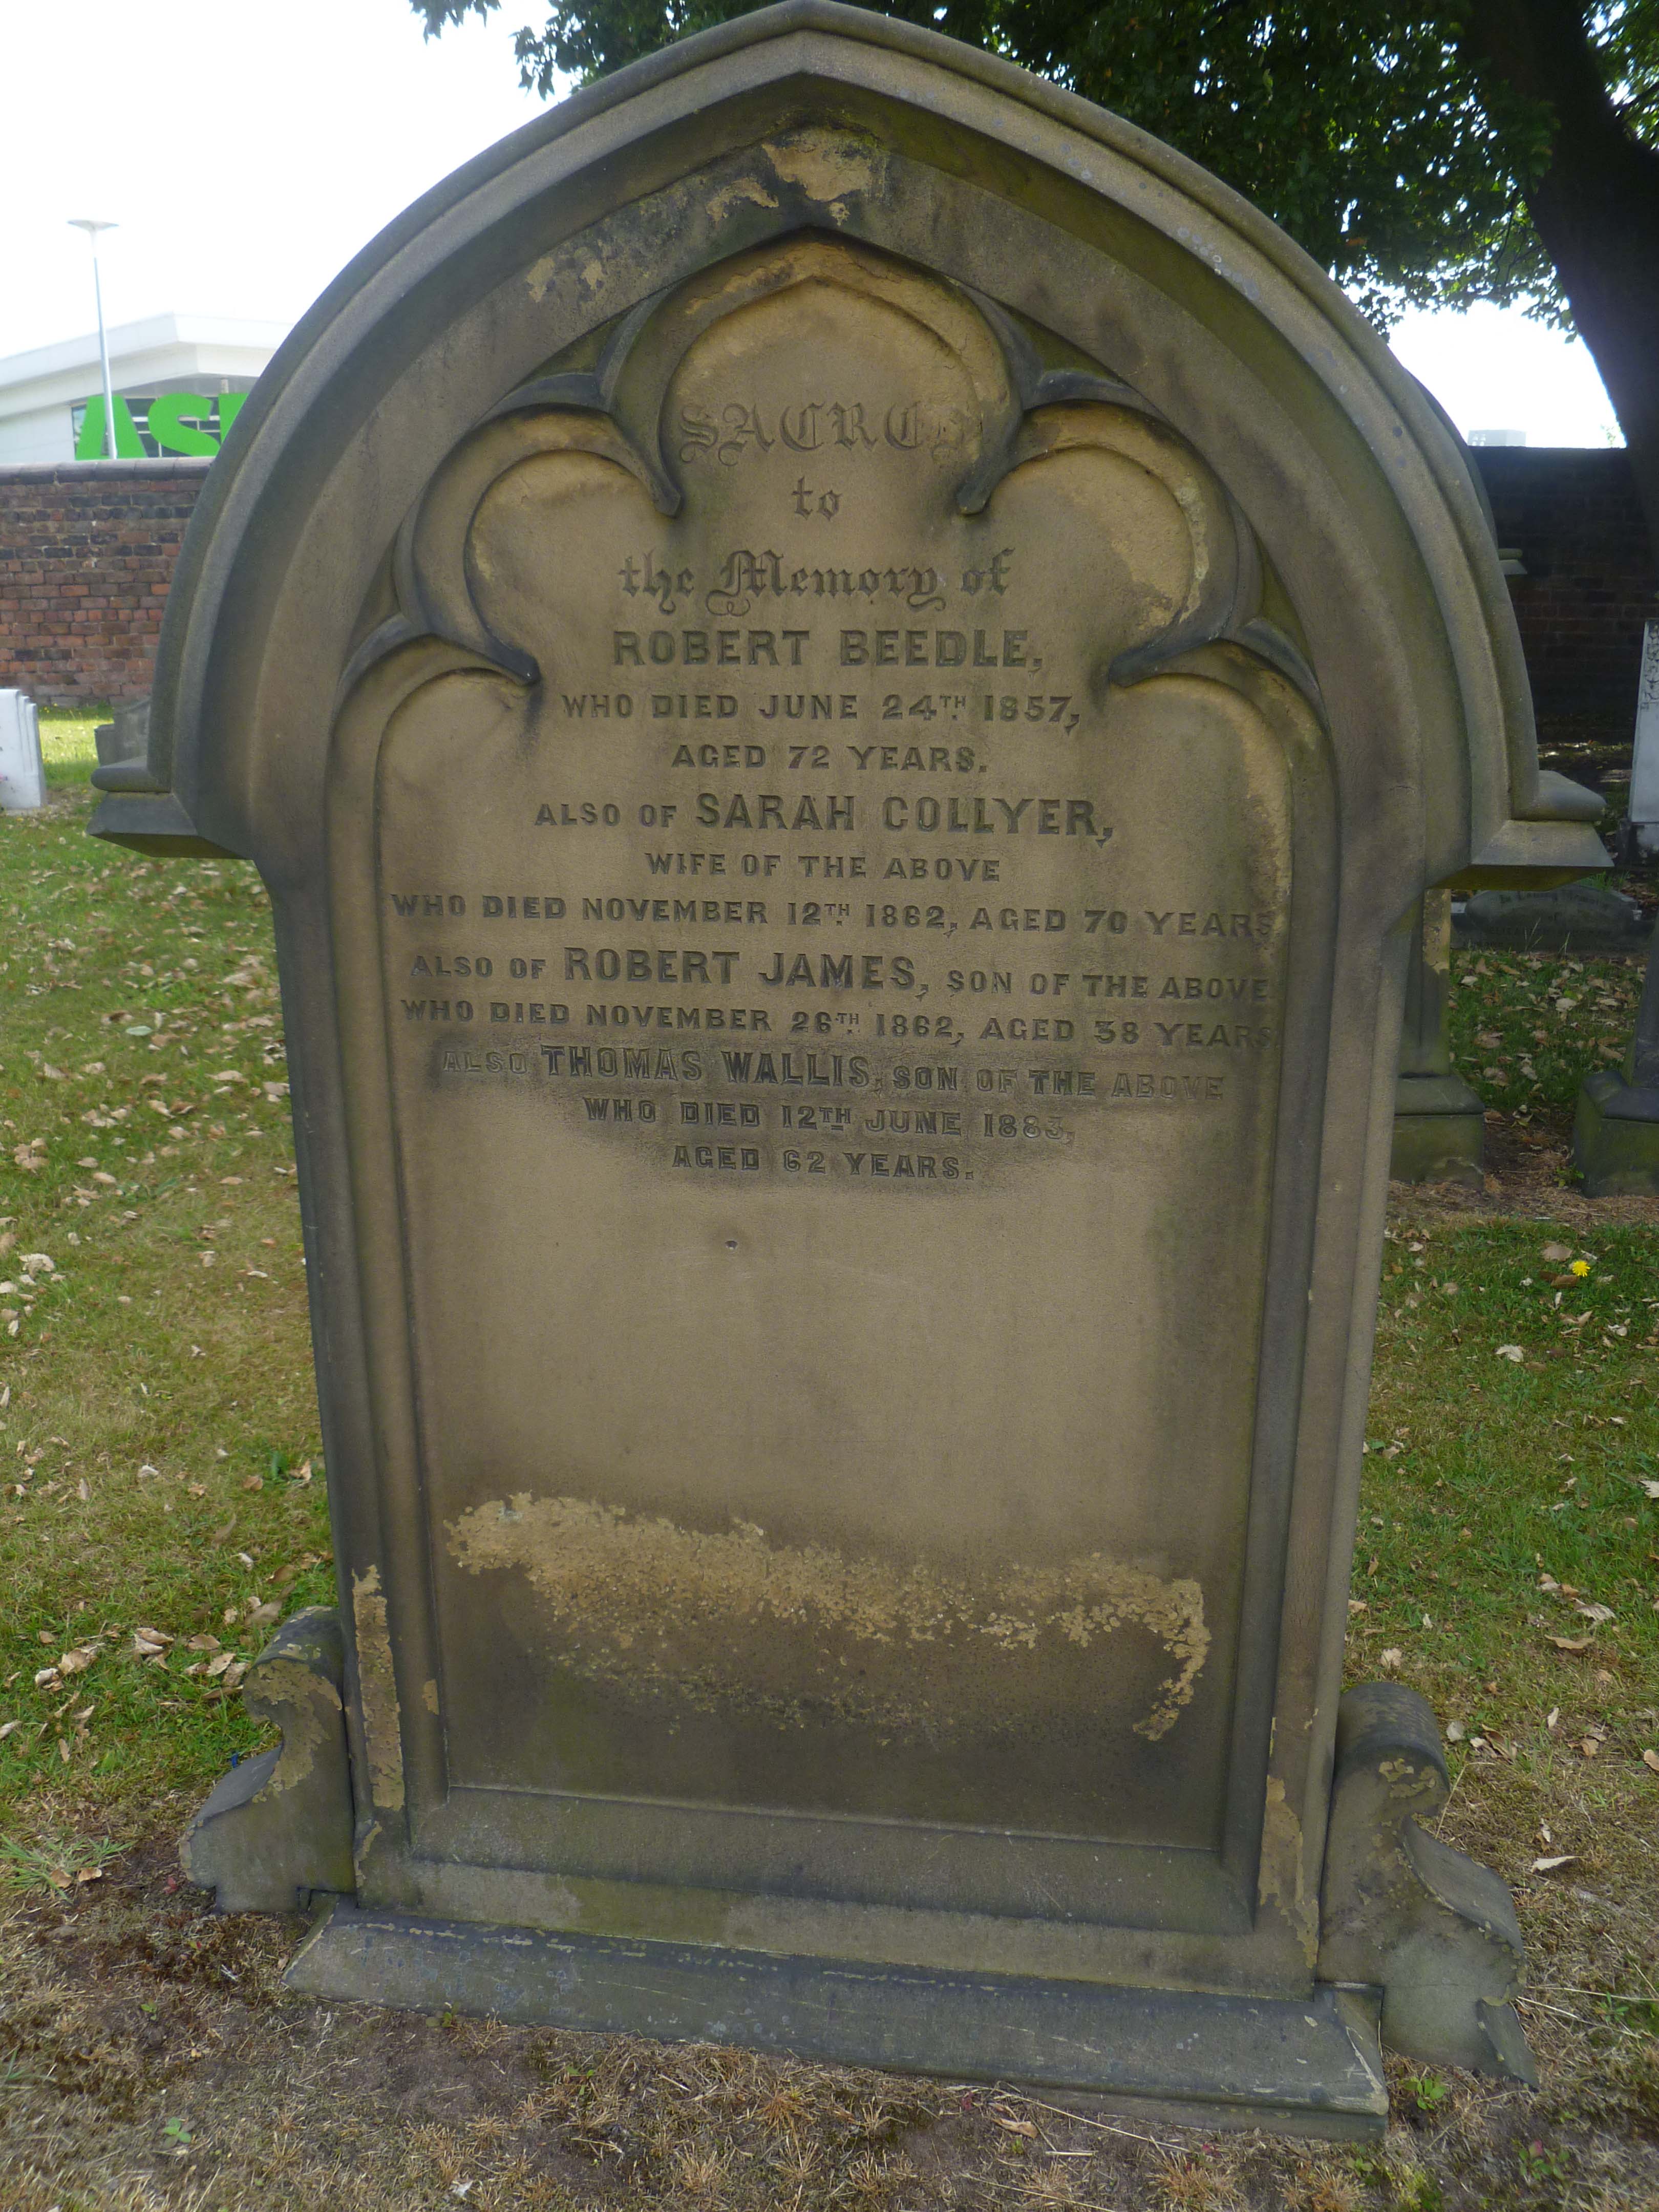 ASD
SACRED
to
the Memory of
ROBERT BEEDLE,
WHO DIED JUNE 24TH 1857,
AGED 72 YEARS.
ALSO OF SARAH COLLYER,
WIFE OF THE ABOVE
WHO DIED NOVEMBER 12TH 1862, AGED 70 YEARS
ALSO OF ROBERT JAMES, SON OF THE ABOVE
WHO DIED NOVEMBER 26TH 1862, AGED 38 YEARS
ALSO THOMAS WALLIS, SON OF THE ABOVE
WHO DIED 12TH JUNE 1883,
AGED 62 YEARS.